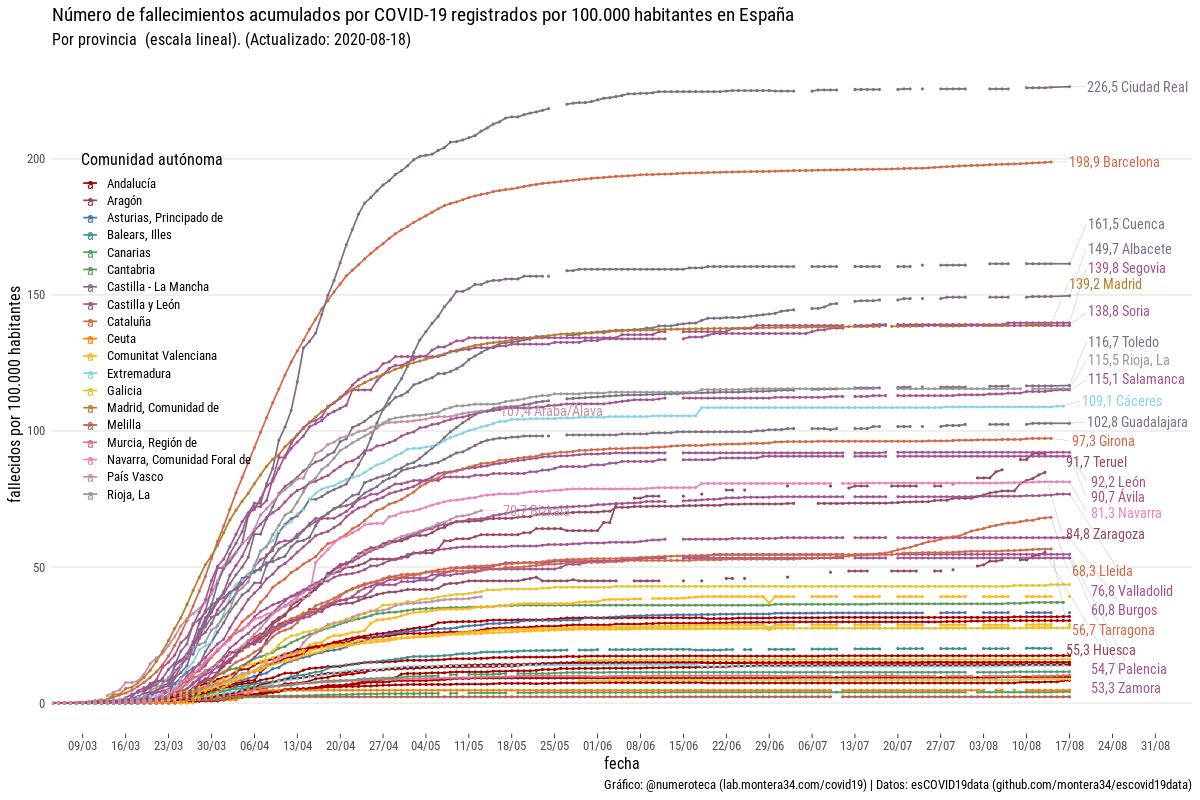 Número de fallecimientos acumulados por COVID-19 registrados por 100.000 habitantes en España
Por provincia (escala lineal). (Actualizado: 2020-08-18)
fallecidos por 100.000 habitantes
200
150
100
50
0
Comunidad autónoma
Andalucía
Aragón
Asturias, Principado de
Balears, Illes
Canarias
Cantabria
Castilla - La Mancha
Castilla y León
Cataluña
Ceuta
Comunitat Valenciana
Extremadura
Galicia
Madrid, Comunidad de
Melilla
Murcia, Región de
Navarra, Comunidad Foral de
País Vasco
Rioja, La
107,4 Araba/Álava
226,5 Ciudad Real
198,9 Barcelona
161,5 Cuenca
149,7 Albacete
139,8 Segovia
139,2 Madrid
138,8 Soria
116,7 Toledo
115,5 Rioja, La
115,1 Salamanca
109,1 Cáceres
102,8 Guadalajara
97,3 Girona
91,7 Teruel
92,2 León
90,7 Ávila
81,3 Navarra
84,8 Zaragoza
68,3 Lleida
76,8 Valladolid
60,8 Burgos
56,7 Tarragona
55,3 Huesca
54,7 Palencia
53,3 Zamora
09/03 16/03 23/03 30/03 06/04 13/04 20/04 27/04 04/05 11/05 18/05 25/05 01/06 08/06 15/06 22/06 29/06 06/07 13/07 20/07 27/07 03/08 10/08 17/08 24/08 31/08
fecha
Gráfico: @numeroteca (lab.montera34.com/covid19) | Datos: esCOVID19data (github.com/montera34/escovid19data)